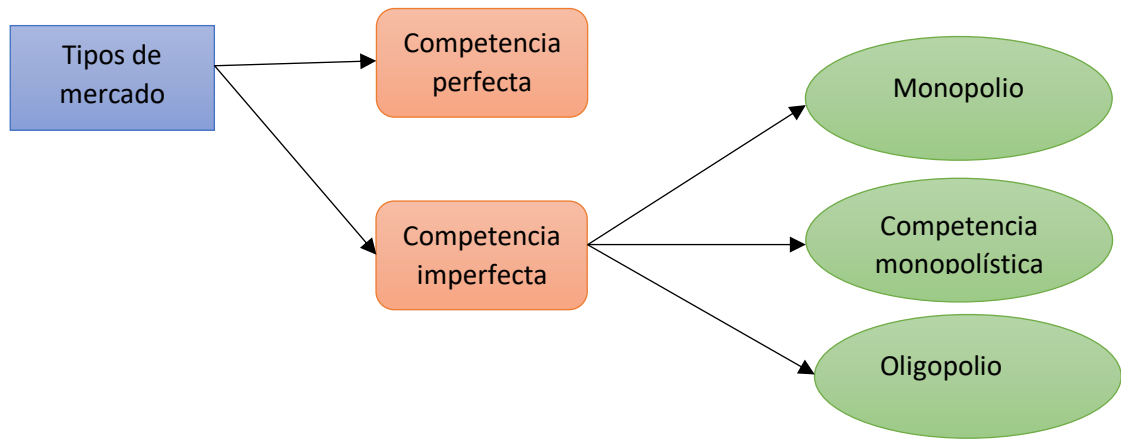 Tipos de
mercado
Competencia
perfecta
Competencia
imperfecta
Monopolio
Competencia
monopolística
Oligopolio